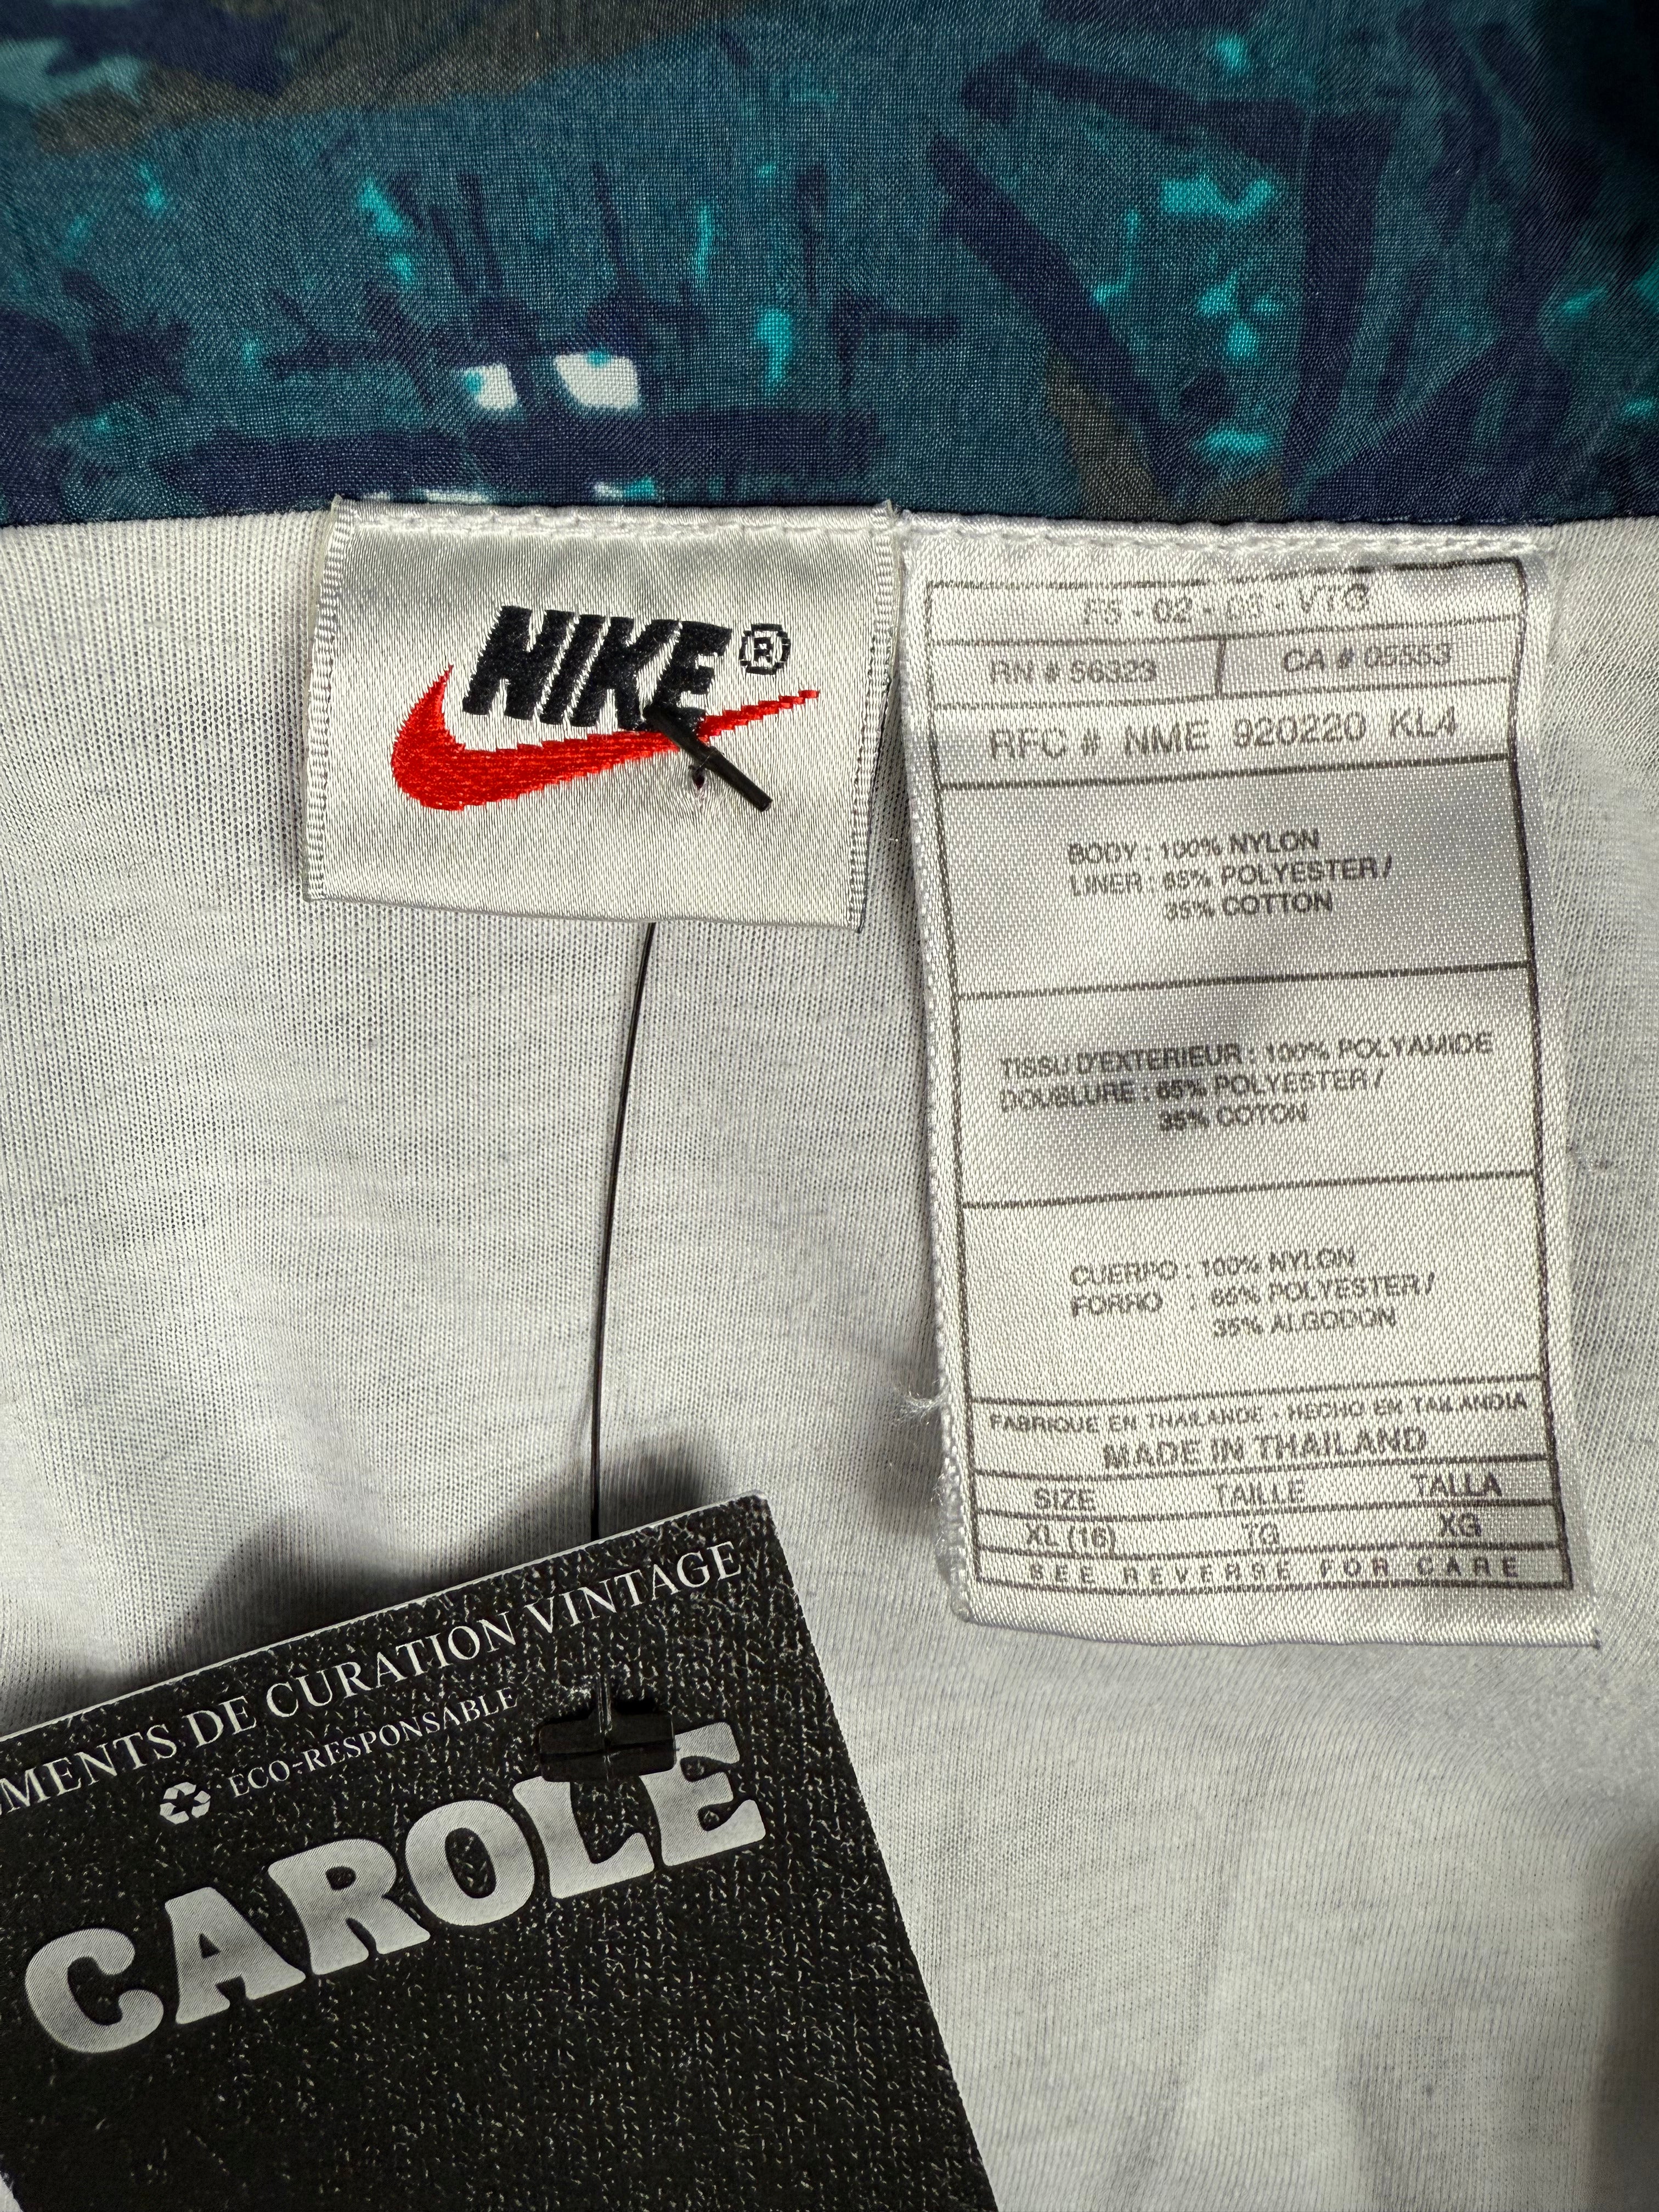 NIKE®
F5 - 02 - 05 - VTG
RN # 56323
CA # 05553
RFC # NME 920220 KL4
BODY : 100% NYLON
LINER : 65% POLYESTER /
35% COTTON
TISSU D'EXTERIEUR : 100% POLYAMIDE
DOUBLURE : 65% POLYESTER /
35% COTON
CUERPO : 100% NYLON
FORRO : 65% POLYESTER /
35% ALGODON
FABRIQUE EN THAILANDE · HECHO EM TAILANDIA
MADE IN THAILAND
SIZE TAILLE TALLA
XL (16) TG XG
SEE REVERSE FOR CARE
MENTS DE CURATION VINTAGE
ECO-RESPONSABLE
CAROLE